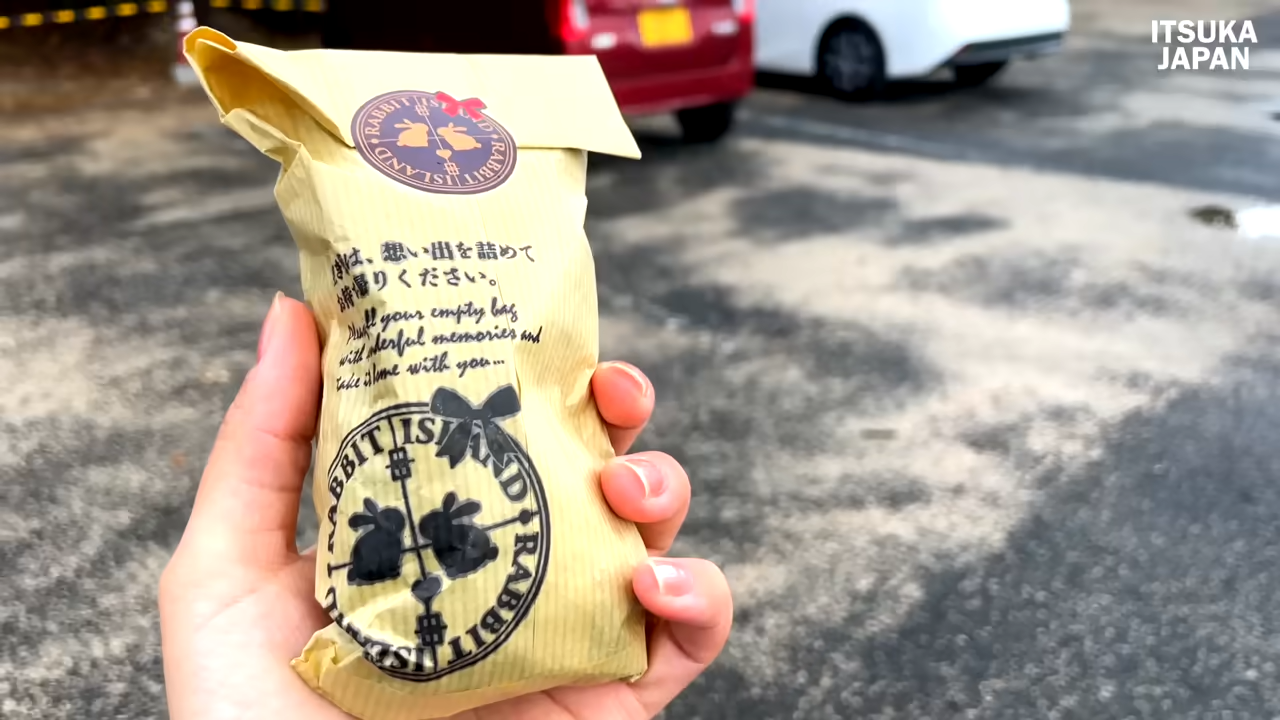 ITSUKA
JAPAN
RABBIT ISLAND • RABBIT ISLAND •
は、想い出を詰めて
お持帰りください。
your empty bag
with wonderful memories and
take it home with you...
RABBIT ISLAND • RABBIT ISLAND